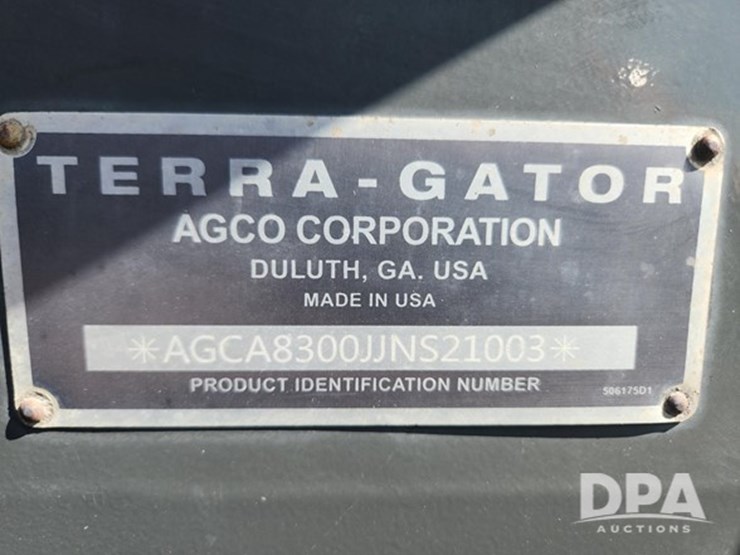 TERRA-GATOR
AGCO CORPORATION
DULUTH, GA. USA
MADE IN USA
*AGCA8300JJNS21003*
PRODUCT IDENTIFICATION NUMBER
506175D1
DPA
AUCTIONS